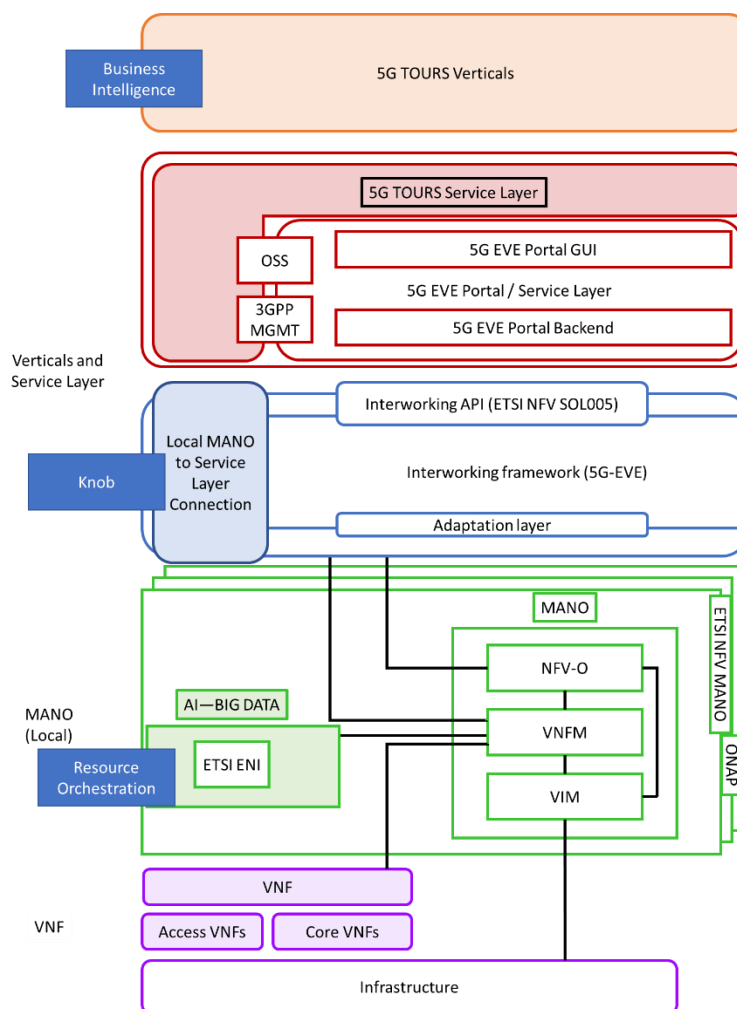 Business
Intelligence
5G TOURS Verticals
5G TOURS Service Layer
OSS
5G EVE Portal GUI
5G EVE Portal / Service Layer
3GPP
MGMT
5G EVE Portal Backend
Verticals and
Service Layer
Interworking API (ETSI NFV SOL005)
Local MANO
to Service
Layer
Connection
Knob
Interworking framework (5G-EVE)
Adaptation layer
MANO
ETSI NFV MANO
NFV-O
AI—BIG DATA
MANO
(Local)
VNFM
ETSI ENI
ONAP
Resource
Orchestration
VIM
VNF
VNF
Access VNFs
Core VNFs
Infrastructure